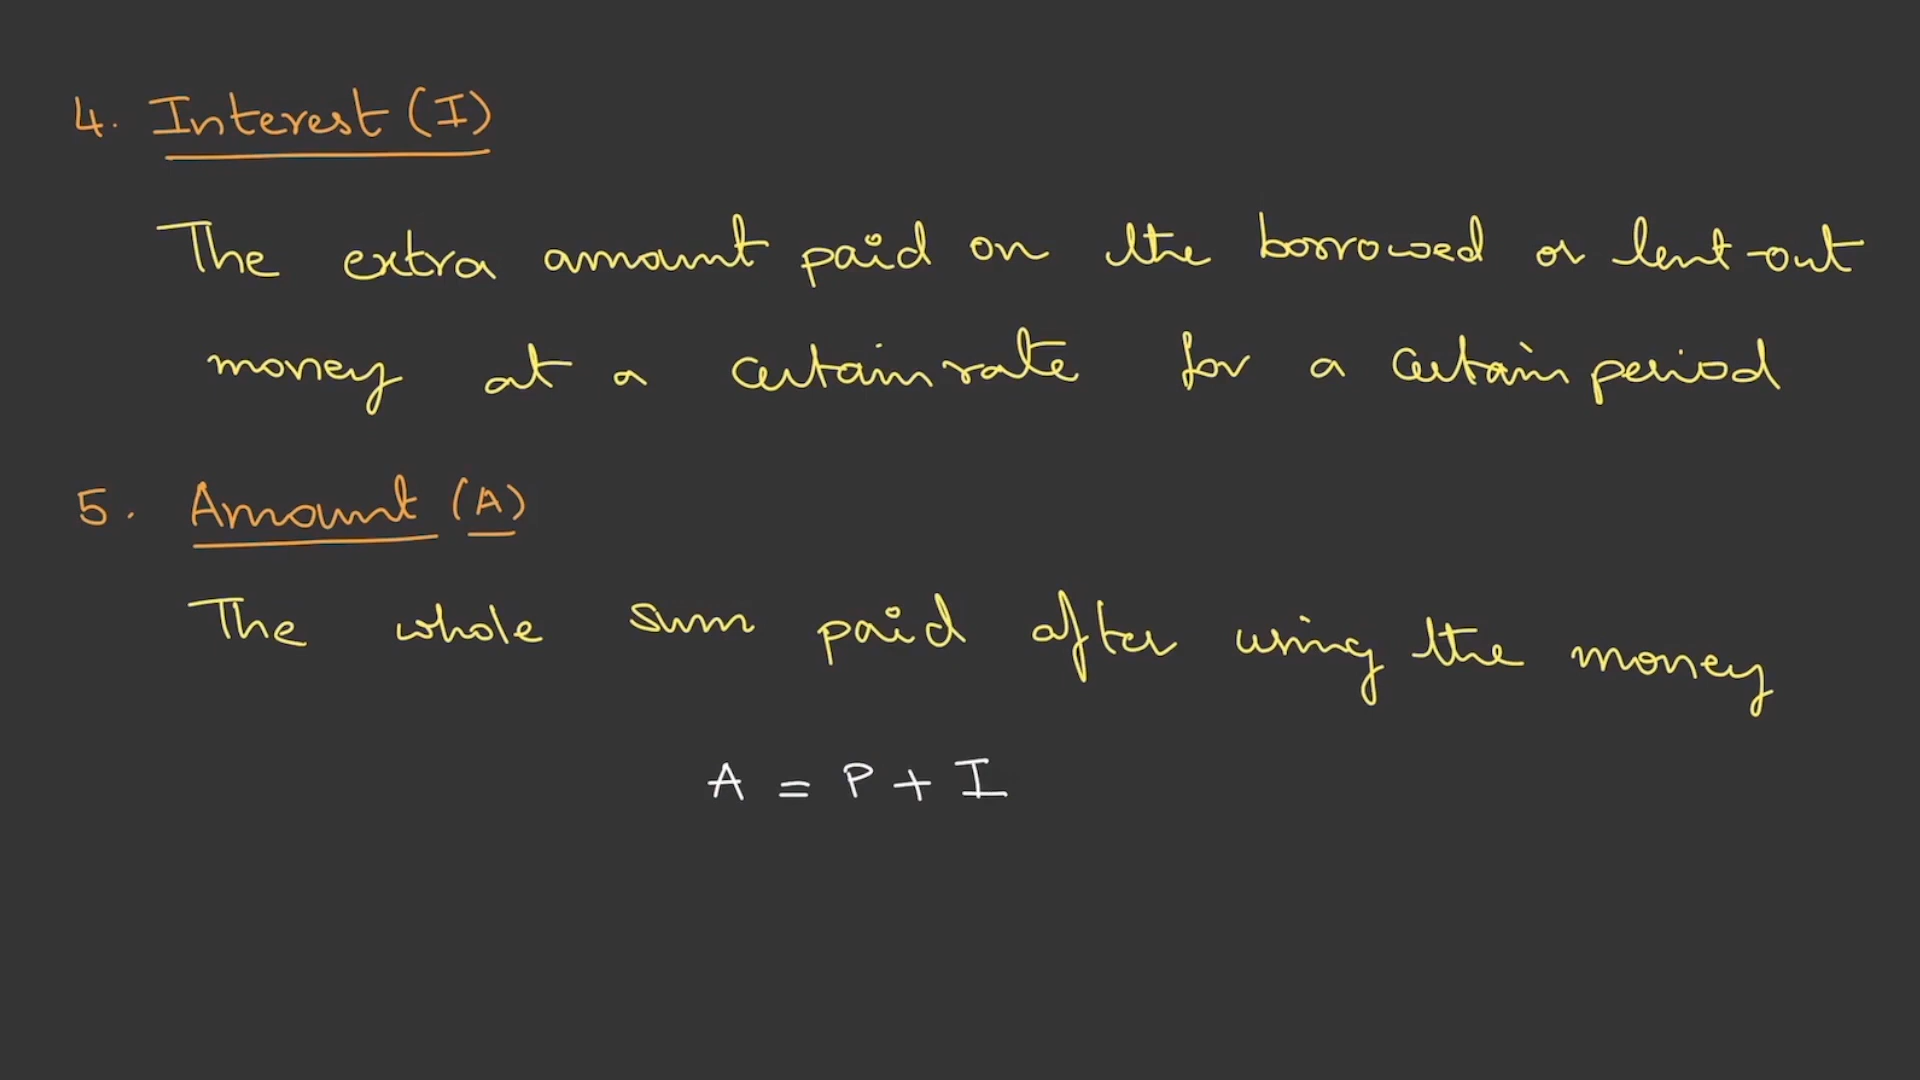 4. Interest (I)
The extra amount paid on the borrowed or lent-out
money at a certain rate for a certain period
5. Amount (A)
The whole sum paid after using the money
A = P + I